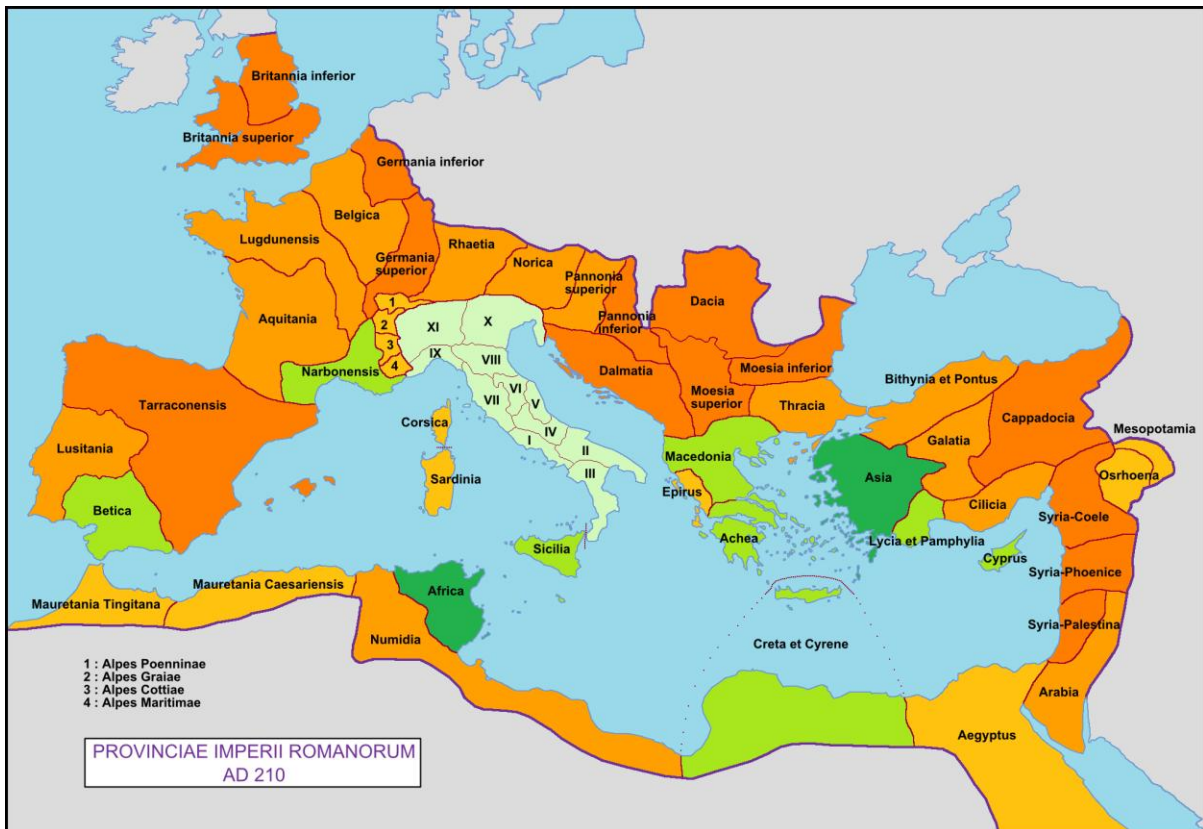 Britannia inferior
Britannia superior
Germania inferior
Belgica
Lugdunensis
Germania
superior
Rhaetia
Norica
Pannonia
superior
Pannonia
inferior
Dacia
Aquitania
Narbonensis
1
2
3
4
XI
X
IX
VIII
VII
VI
V
IV
I
II
III
Dalmatia
Moesia
superior
Moesia inferior
Thracia
Bithynia et Pontus
Cappadocia
Mesopotamia
Osrhoena
Tarraconensis
Lusitania
Betica
Corsica
Sardinia
Sicilia
Macedonia
Epirus
Achea
Asia
Galatia
Cilicia
Lycia et Pamphylia
Cyprus
Syria-Coele
Syria-Phoenice
Syria-Palestina
Arabia
Mauretania Tingitana
Mauretania Caesariensis
Africa
Numidia
Creta et Cyrene
Aegyptus
1 : Alpes Poenninae
2 : Alpes Graiae
3 : Alpes Cottiae
4 : Alpes Maritimae
PROVINCIAE IMPERII ROMANORUM
AD 210